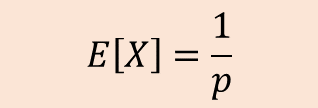 E[X] = 1/p